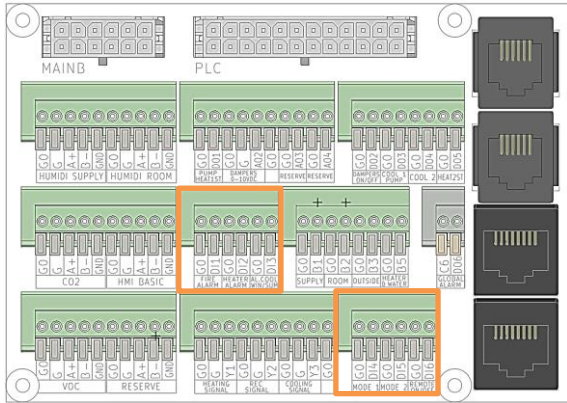 MAINB PLC
G0 G A+ B- GND G0 G A+ B- GND
HUMIDI SUPPLY HUMIDI ROOM
G0 DO1 G0 G AO2 G0 AO3 G0 AO4
PUMP HEAT1ST DAMPERS 0-10VDC RESERVE RESERVE
G0 DO2 G0 DO3 G0 DO4 G0 DO5
DAMPERS ON/OFF COOL 1 PUMP COOL 2 HEAT2ST
G0 G A+ B- GND G0 G A+ B- GND
CO2 HMI BASIC
G0 DI1 G0 DI2 G0 DI3
FIRE ALARM HEATER ALARM AL.COOL WIN/SUM
G0 B1 G0 B2 G0 B3 G0 B5
SUPPLY ROOM OUTSIDE HEATER D.WATER
C6 DO6
GLOBAL ALARM
G0 G A+ B- GND G0 G A+ B- GND
VOC RESERVE
G0 G Y1 G0 G Y2 G0 G Y3 G0
HEATING SIGNAL REC SIGNAL COOLING SIGNAL
G0 DI4 G0 DI5 G0 DI6
MODE 1 MODE 2 REMOTE ON/OFF